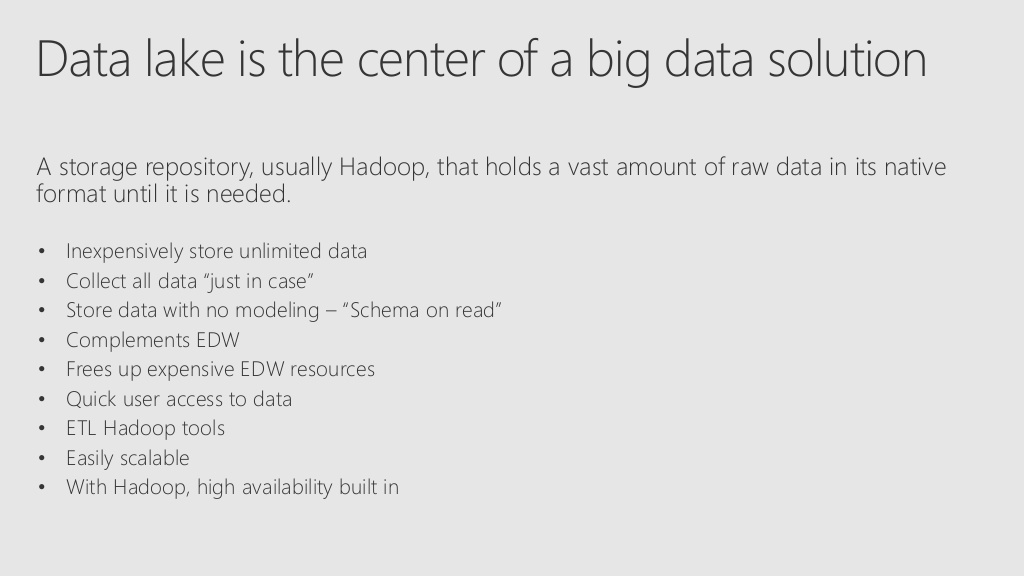 Data lake is the center of a big data solution
A storage repository, usually Hadoop, that holds a vast amount of raw data in its native
format until it is needed.
• Inexpensively store unlimited data
• Collect all data “just in case”
• Store data with no modeling – “Schema on read”
• Complements EDW
• Frees up expensive EDW resources
• Quick user access to data
• ETL Hadoop tools
• Easily scalable
• With Hadoop, high availability built in